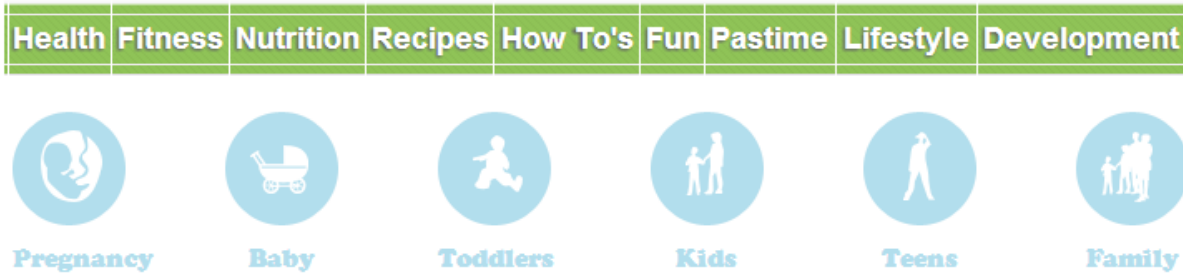 Health Fitness Nutrition Recipes How To's Fun Pastime Lifestyle Development
Pregnancy Baby Toddlers Kids Teens Family